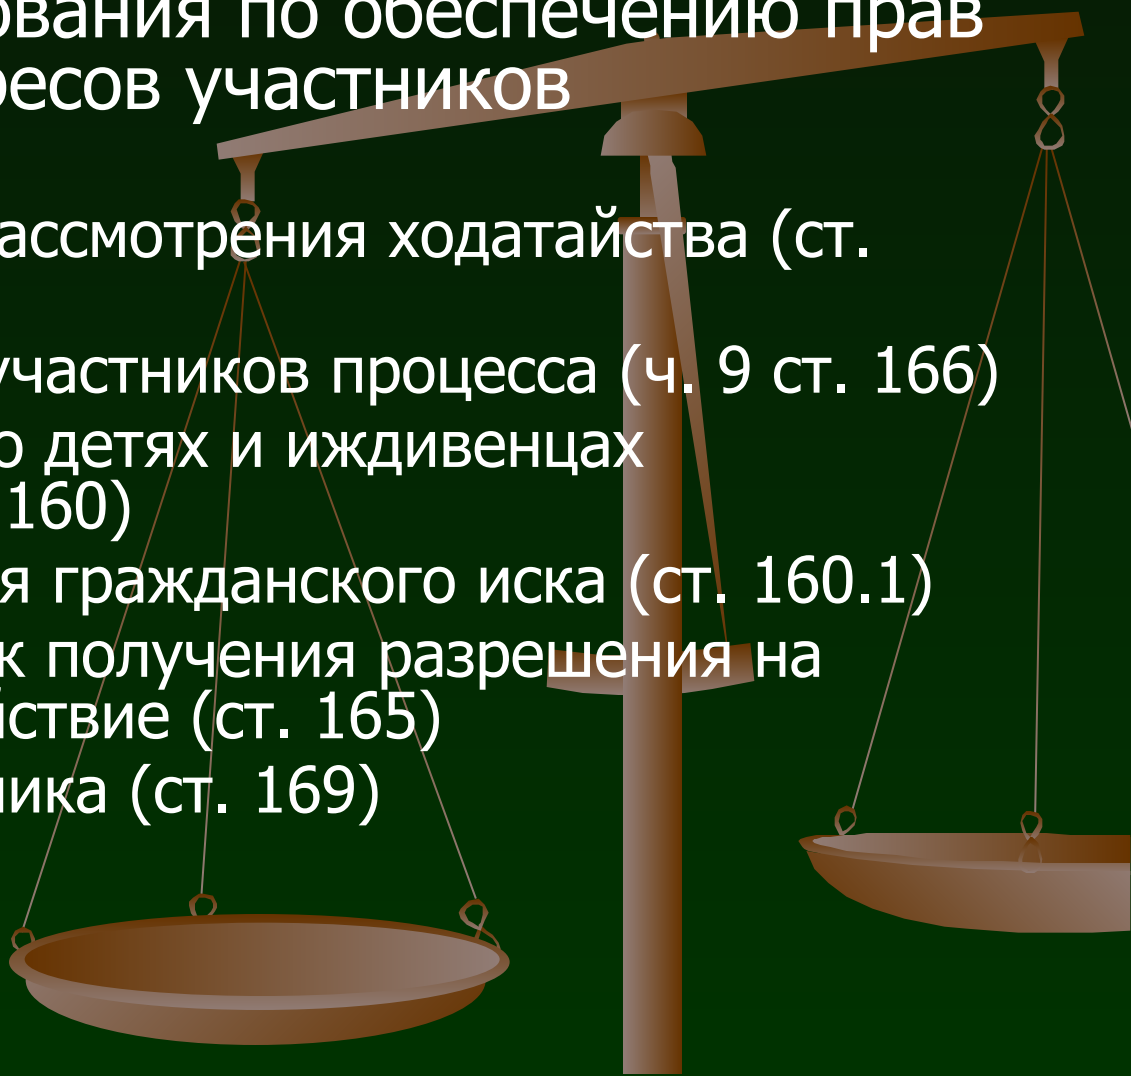 ования по обеспечению прав
ресов участников
ассмотрения ходатайства (ст.
участников процесса (ч. 9 ст. 166)
о детях и иждивенцах
160)
я гражданского иска (ст. 160.1)
к получения разрешения на
йствие (ст. 165)
ника (ст. 169)